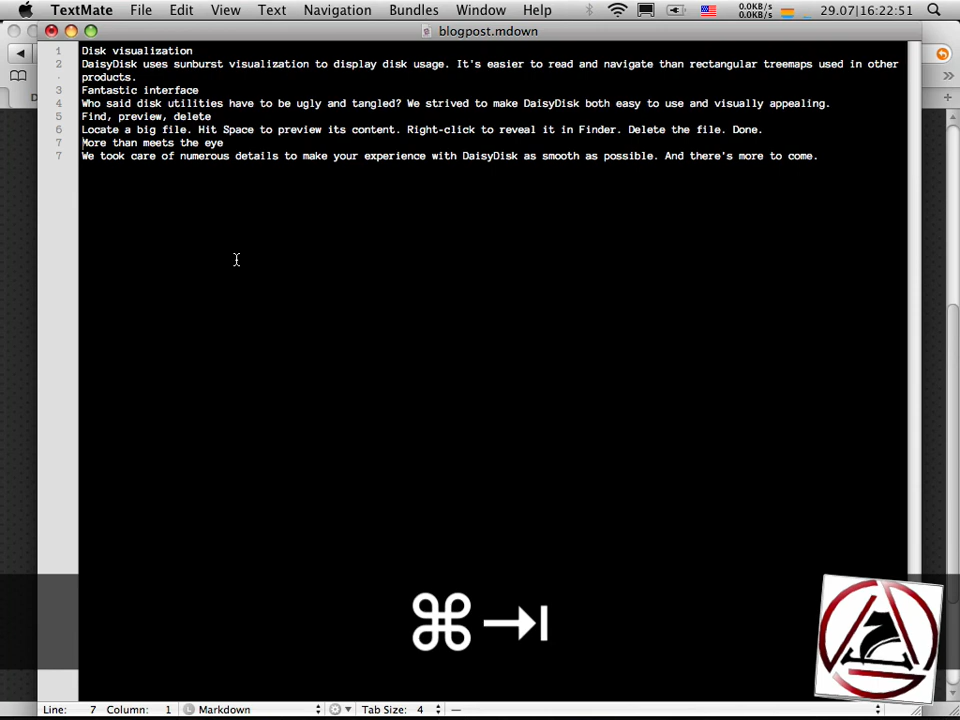 TextMate File Edit View Text Navigation Bundles Window Help 0.0KB/s 0.0KB/s 29.07|16:22:51
blogpost.mdown
1 Disk visualization
2 DaisyDisk uses sunburst visualization to display disk usage. It's easier to read and navigate than rectangular treemaps used in other
· products.
3 Fantastic interface
4 Who said disk utilities have to be ugly and tangled? We strived to make DaisyDisk both easy to use and visually appealing.
5 Find, preview, delete
6 Locate a big file. Hit Space to preview its content. Right-click to reveal it in Finder. Delete the file. Done.
7 More than meets the eye
7 We took care of numerous details to make your experience with DaisyDisk as smooth as possible. And there's more to come.
⌘⇥
Line: 7 Column: 1 Markdown Tab Size: 4 —